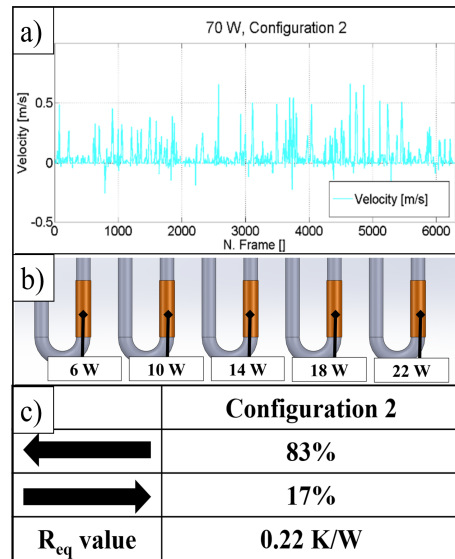 a)
70 W, Configuration 2
Velocity [m/s]
0.5
0
-0.5
0
1000
2000
3000
4000
5000
6000
N. Frame []
Velocity [m/s]
b)
6 W
10 W
14 W
18 W
22 W
c)
Configuration 2
83%
17%
Req value
0.22 K/W